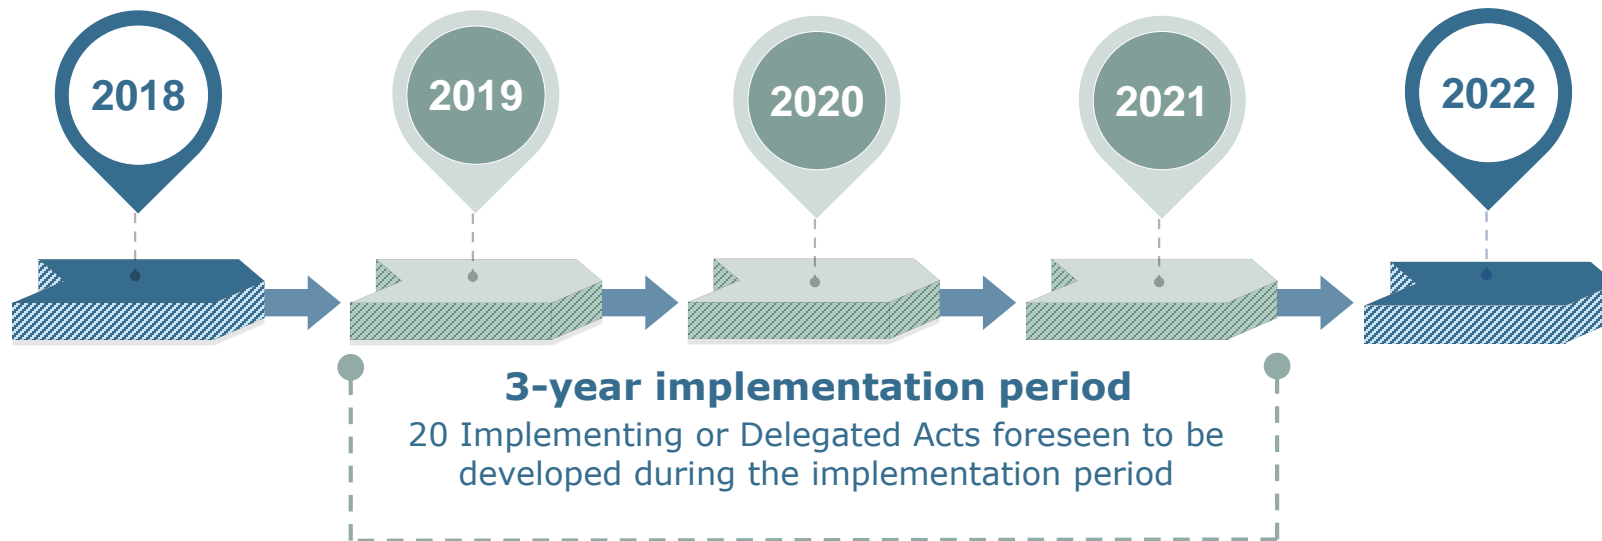 2018
2019
2020
2021
2022
3-year implementation period
20 Implementing or Delegated Acts foreseen to be
developed during the implementation period